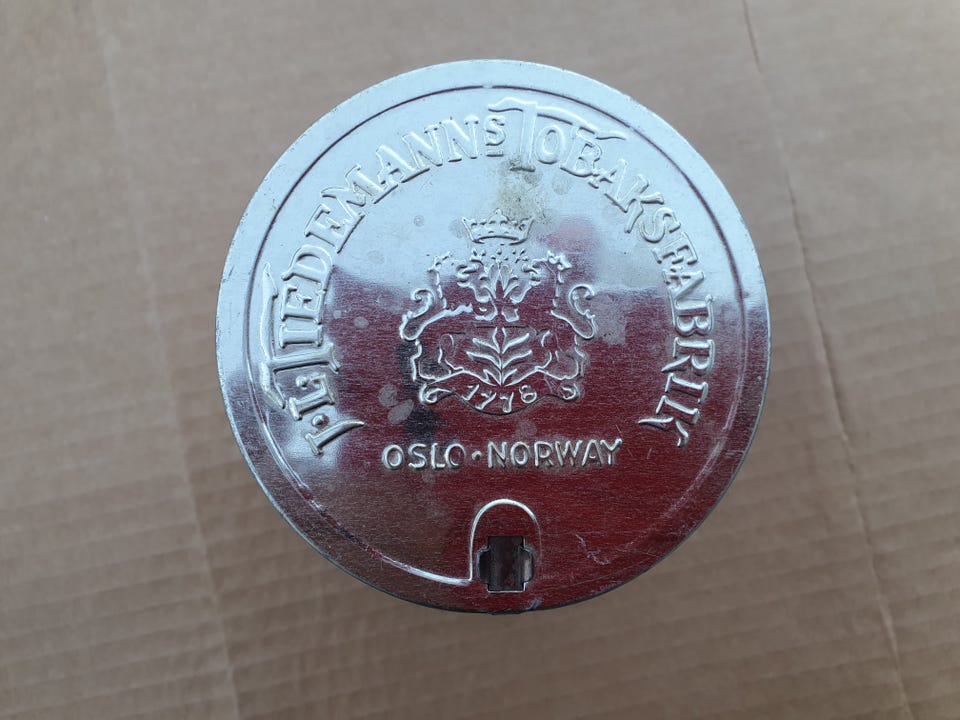 J. L. TIEDEMANNS TOBAKSFABRIK
1778
OSLO · NORWAY